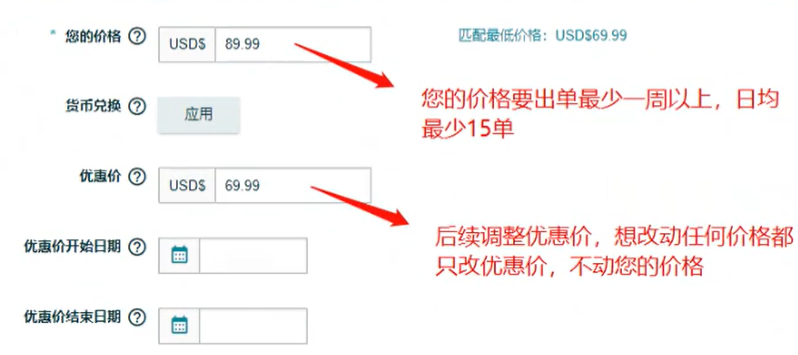 * 您的价格 ? USD$ 89.99 匹配最低价格：USD$69.99
您的价格要出单最少一周以上，日均
最少15单
货币兑换 ? 应用
优惠价 ? USD$ 69.99
后续调整优惠价，想改动任何价格都
只改优惠价，不动您的价格
优惠价开始日期 ?
优惠价结束日期 ?